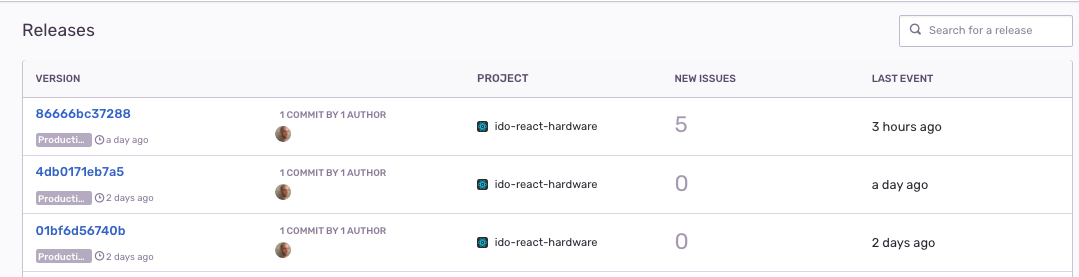 Releases
Search for a release
VERSION PROJECT NEW ISSUES LAST EVENT
86666bc37288 1 COMMIT BY 1 AUTHOR
ido-react-hardware 5 3 hours ago
Producti... a day ago
4db0171eb7a5 1 COMMIT BY 1 AUTHOR
ido-react-hardware 0 a day ago
Producti... 2 days ago
01bf6d56740b 1 COMMIT BY 1 AUTHOR
ido-react-hardware 0 2 days ago
Producti... 2 days ago